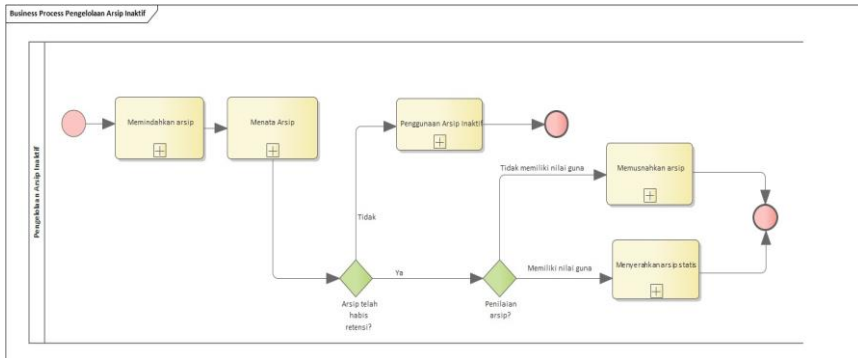 Business Process Pengelolaan Arsip Inaktif
Pengelolaan Arsip Inaktif
Memindahkan arsip
Menata Arsip
Penggunaan Arsip Inaktif
Tidak memiliki nilai guna
Memusnahkan arsip
Tidak
Ya
Memiliki nilai guna
Menyerahkan arsip statis
Arsip telah
habis
retensi?
Penilaian
arsip?